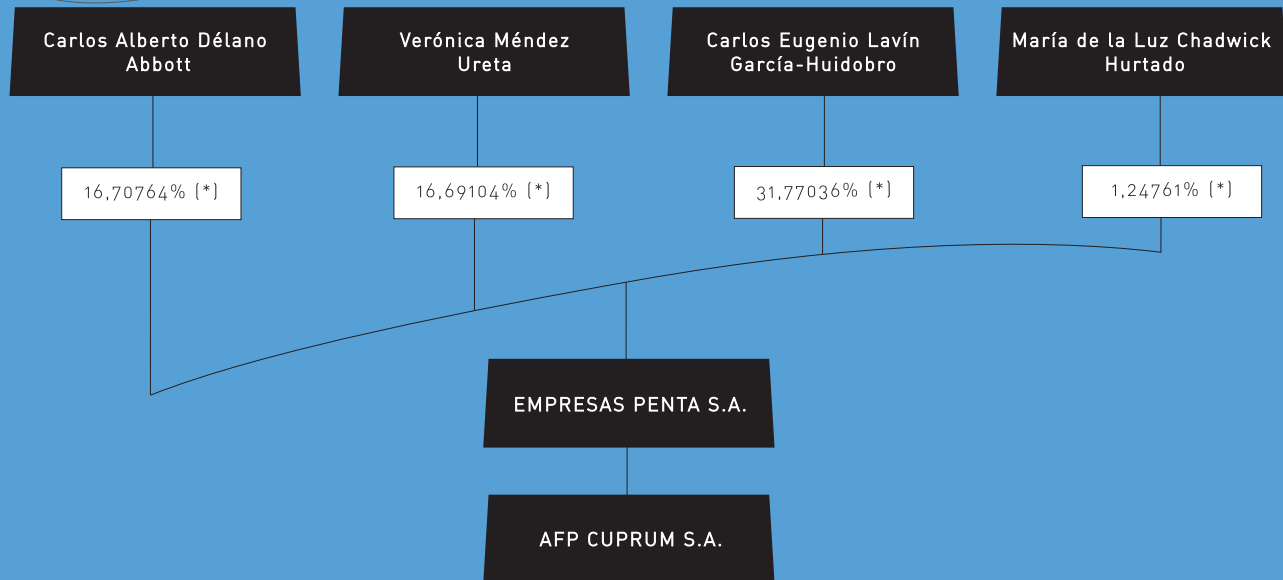 Carlos Alberto Délano
Abbott
Verónica Méndez
Ureta
Carlos Eugenio Lavín
García-Huidobro
María de la Luz Chadwick
Hurtado
16,70764% (*)
16,69104% (*)
31,77036% (*)
1,24761% (*)
EMPRESAS PENTA S.A.
AFP CUPRUM S.A.